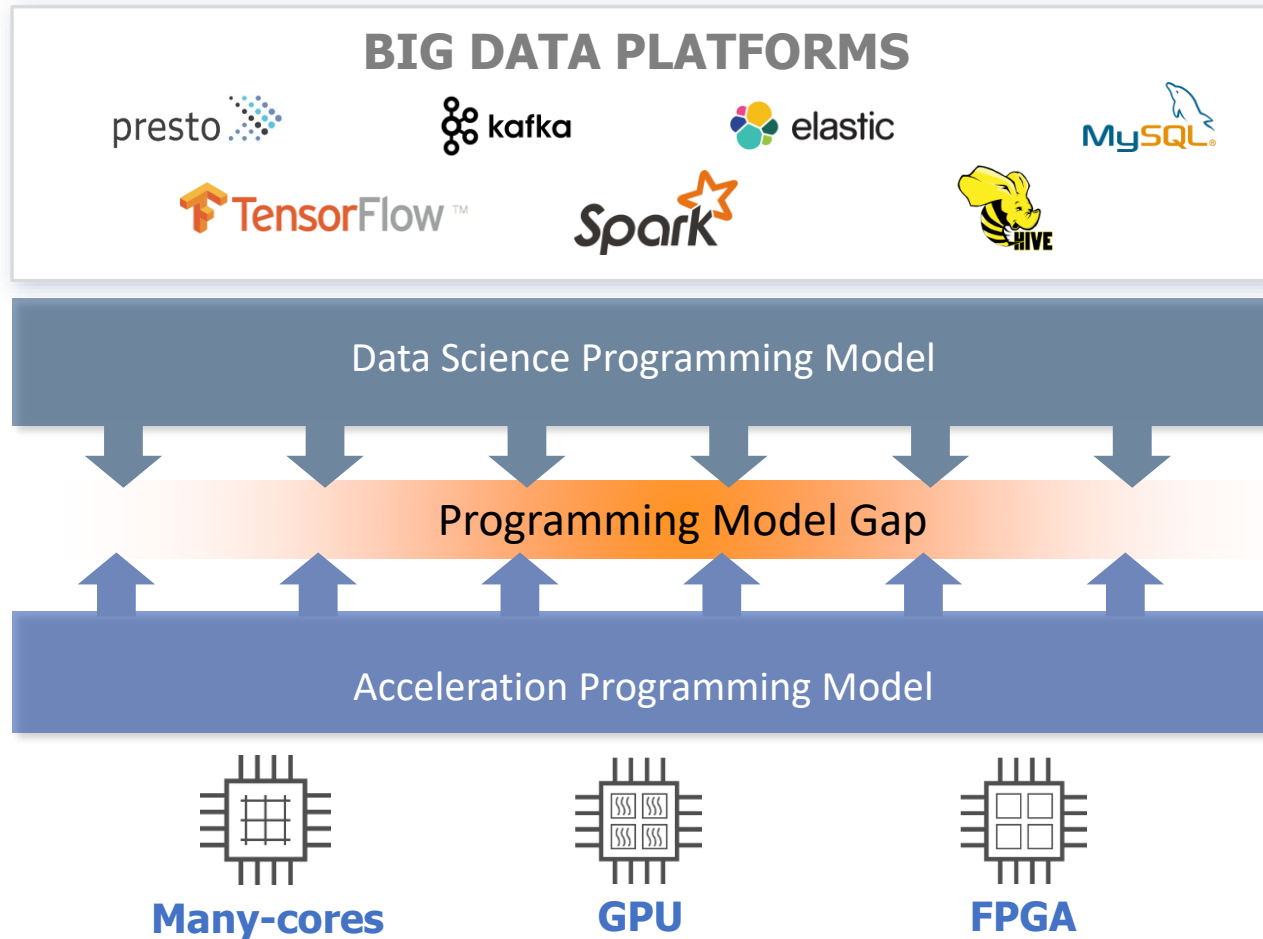 BIG DATA PLATFORMS
presto kafka elastic MySQL®
TensorFlow™ Spark HIVE
Data Science Programming Model
Programming Model Gap
Acceleration Programming Model
Many-cores GPU FPGA